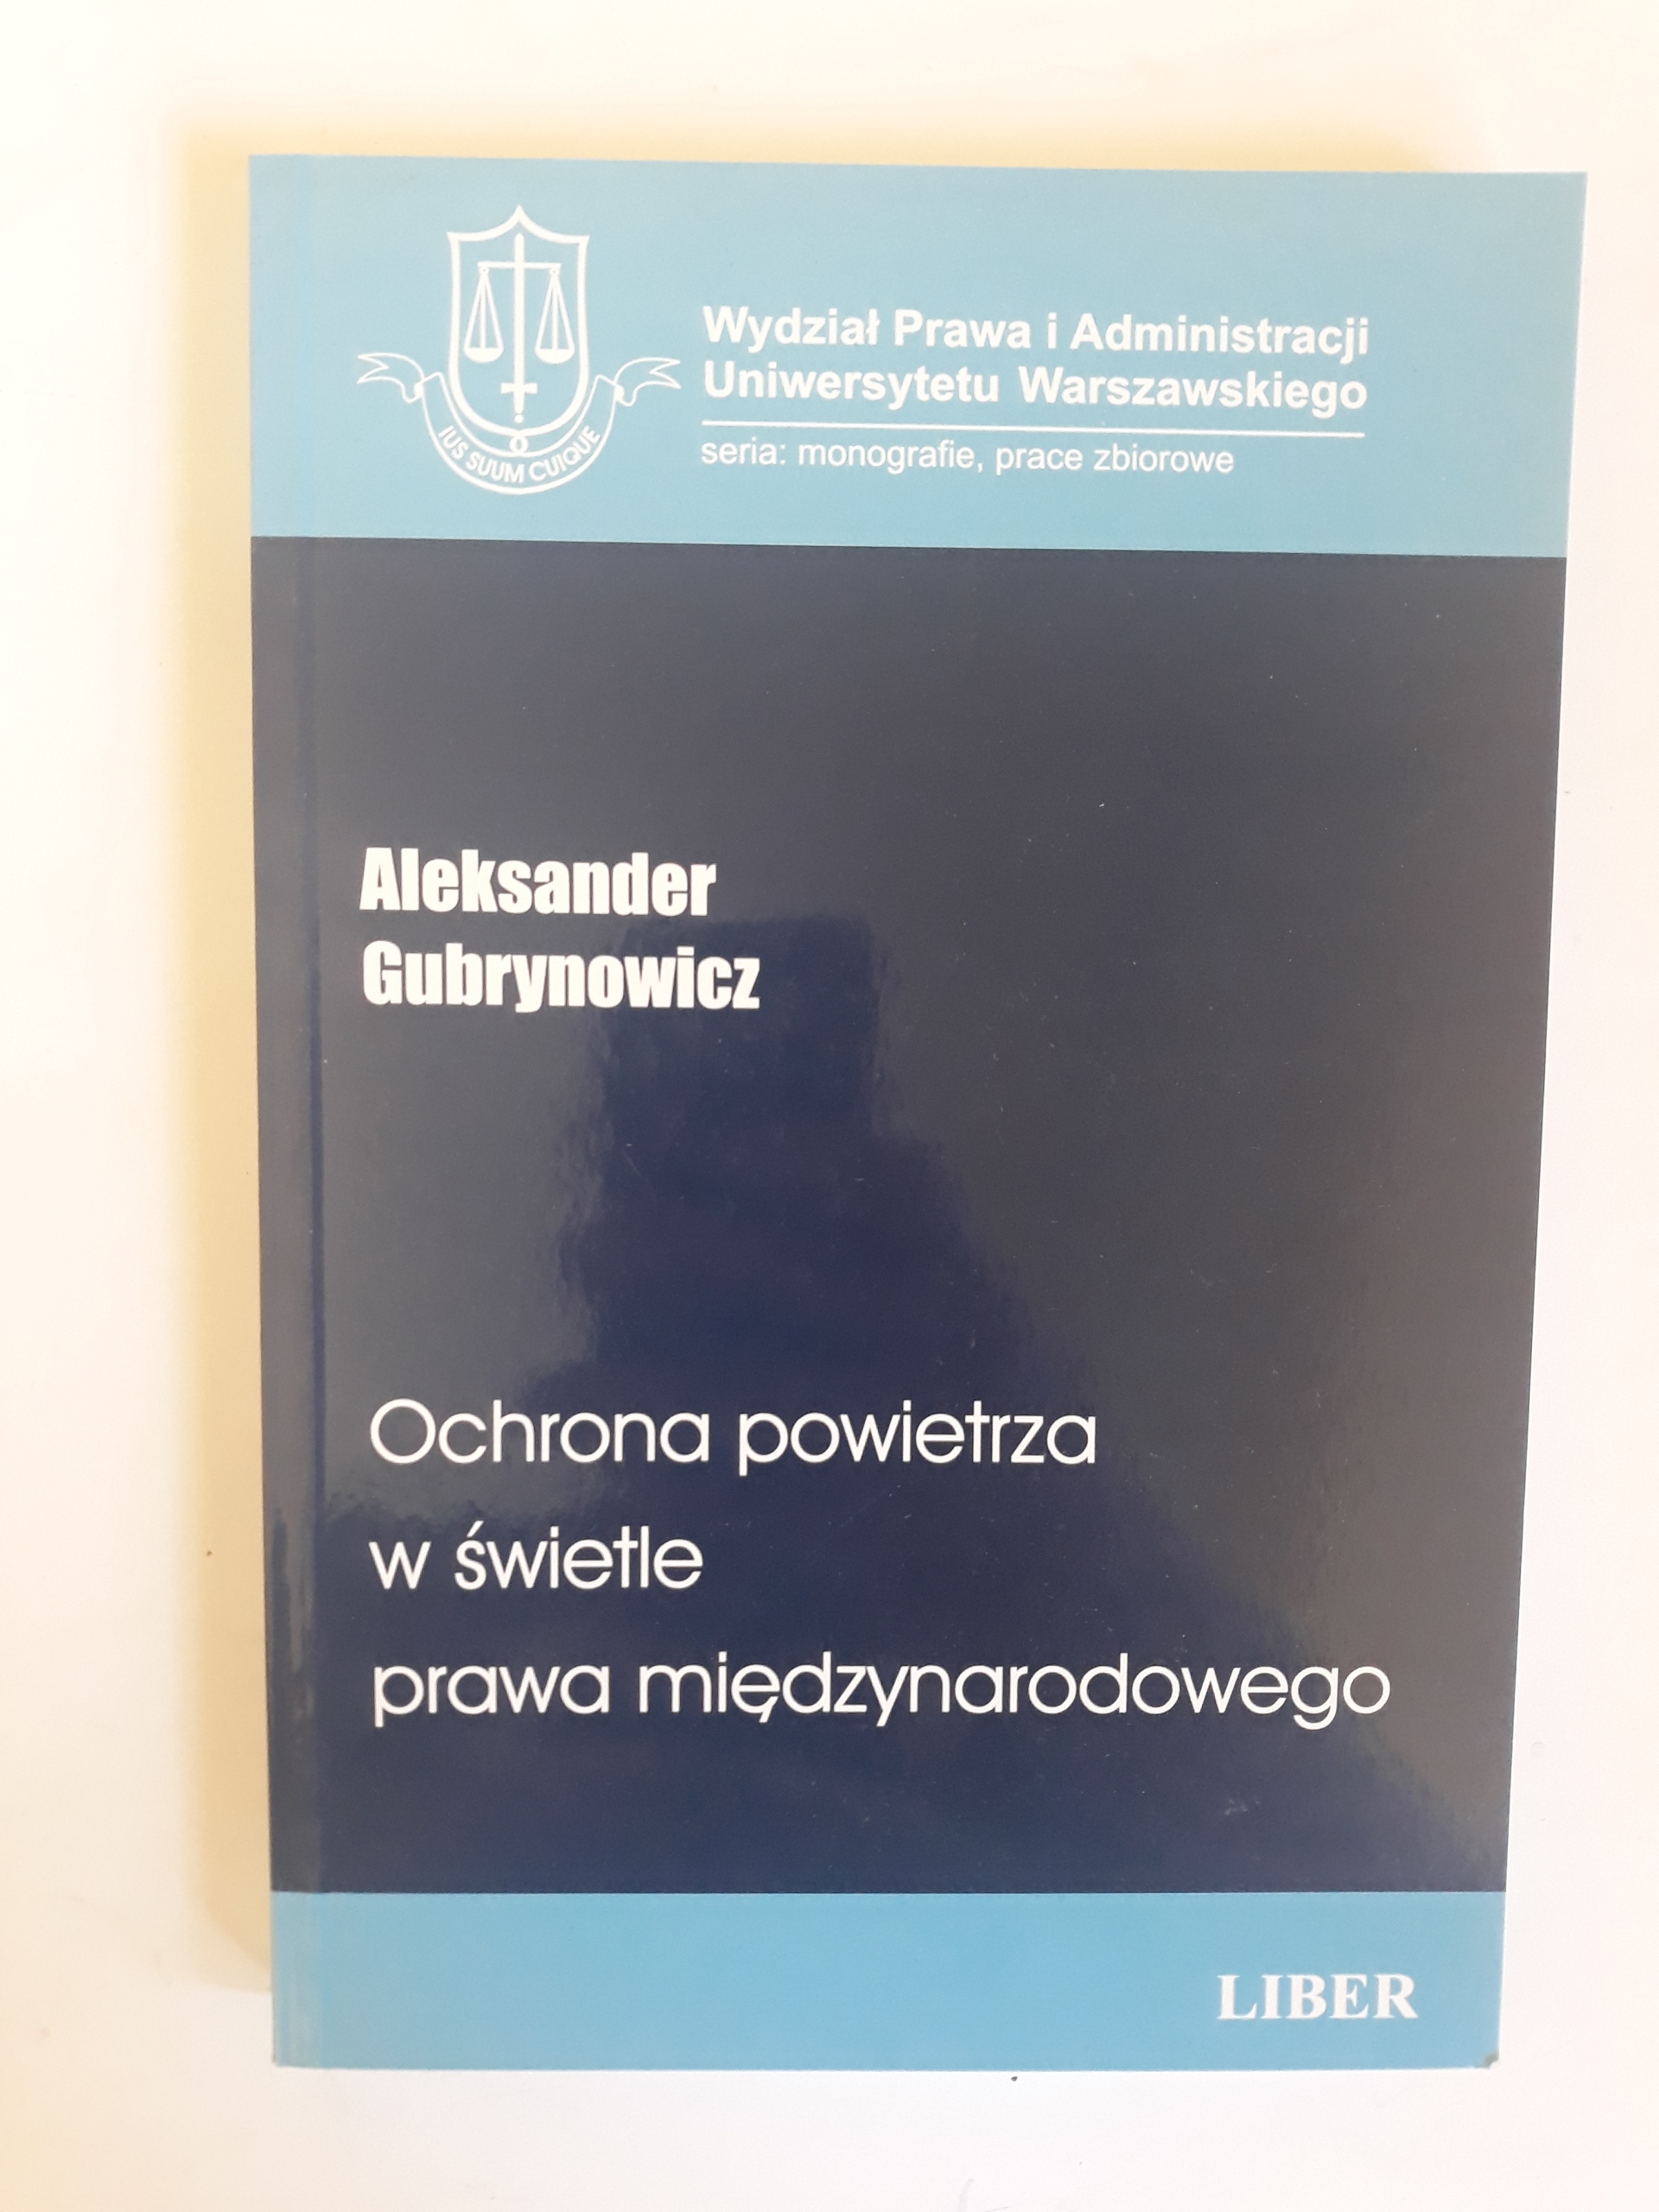 IUS SUUM CUIQUE
Wydział Prawa i Administracji
Uniwersytetu Warszawskiego
seria: monografie, prace zbiorowe
Aleksander
Gubrynowicz
Ochrona powietrza
w świetle
prawa międzynarodowego
LIBER